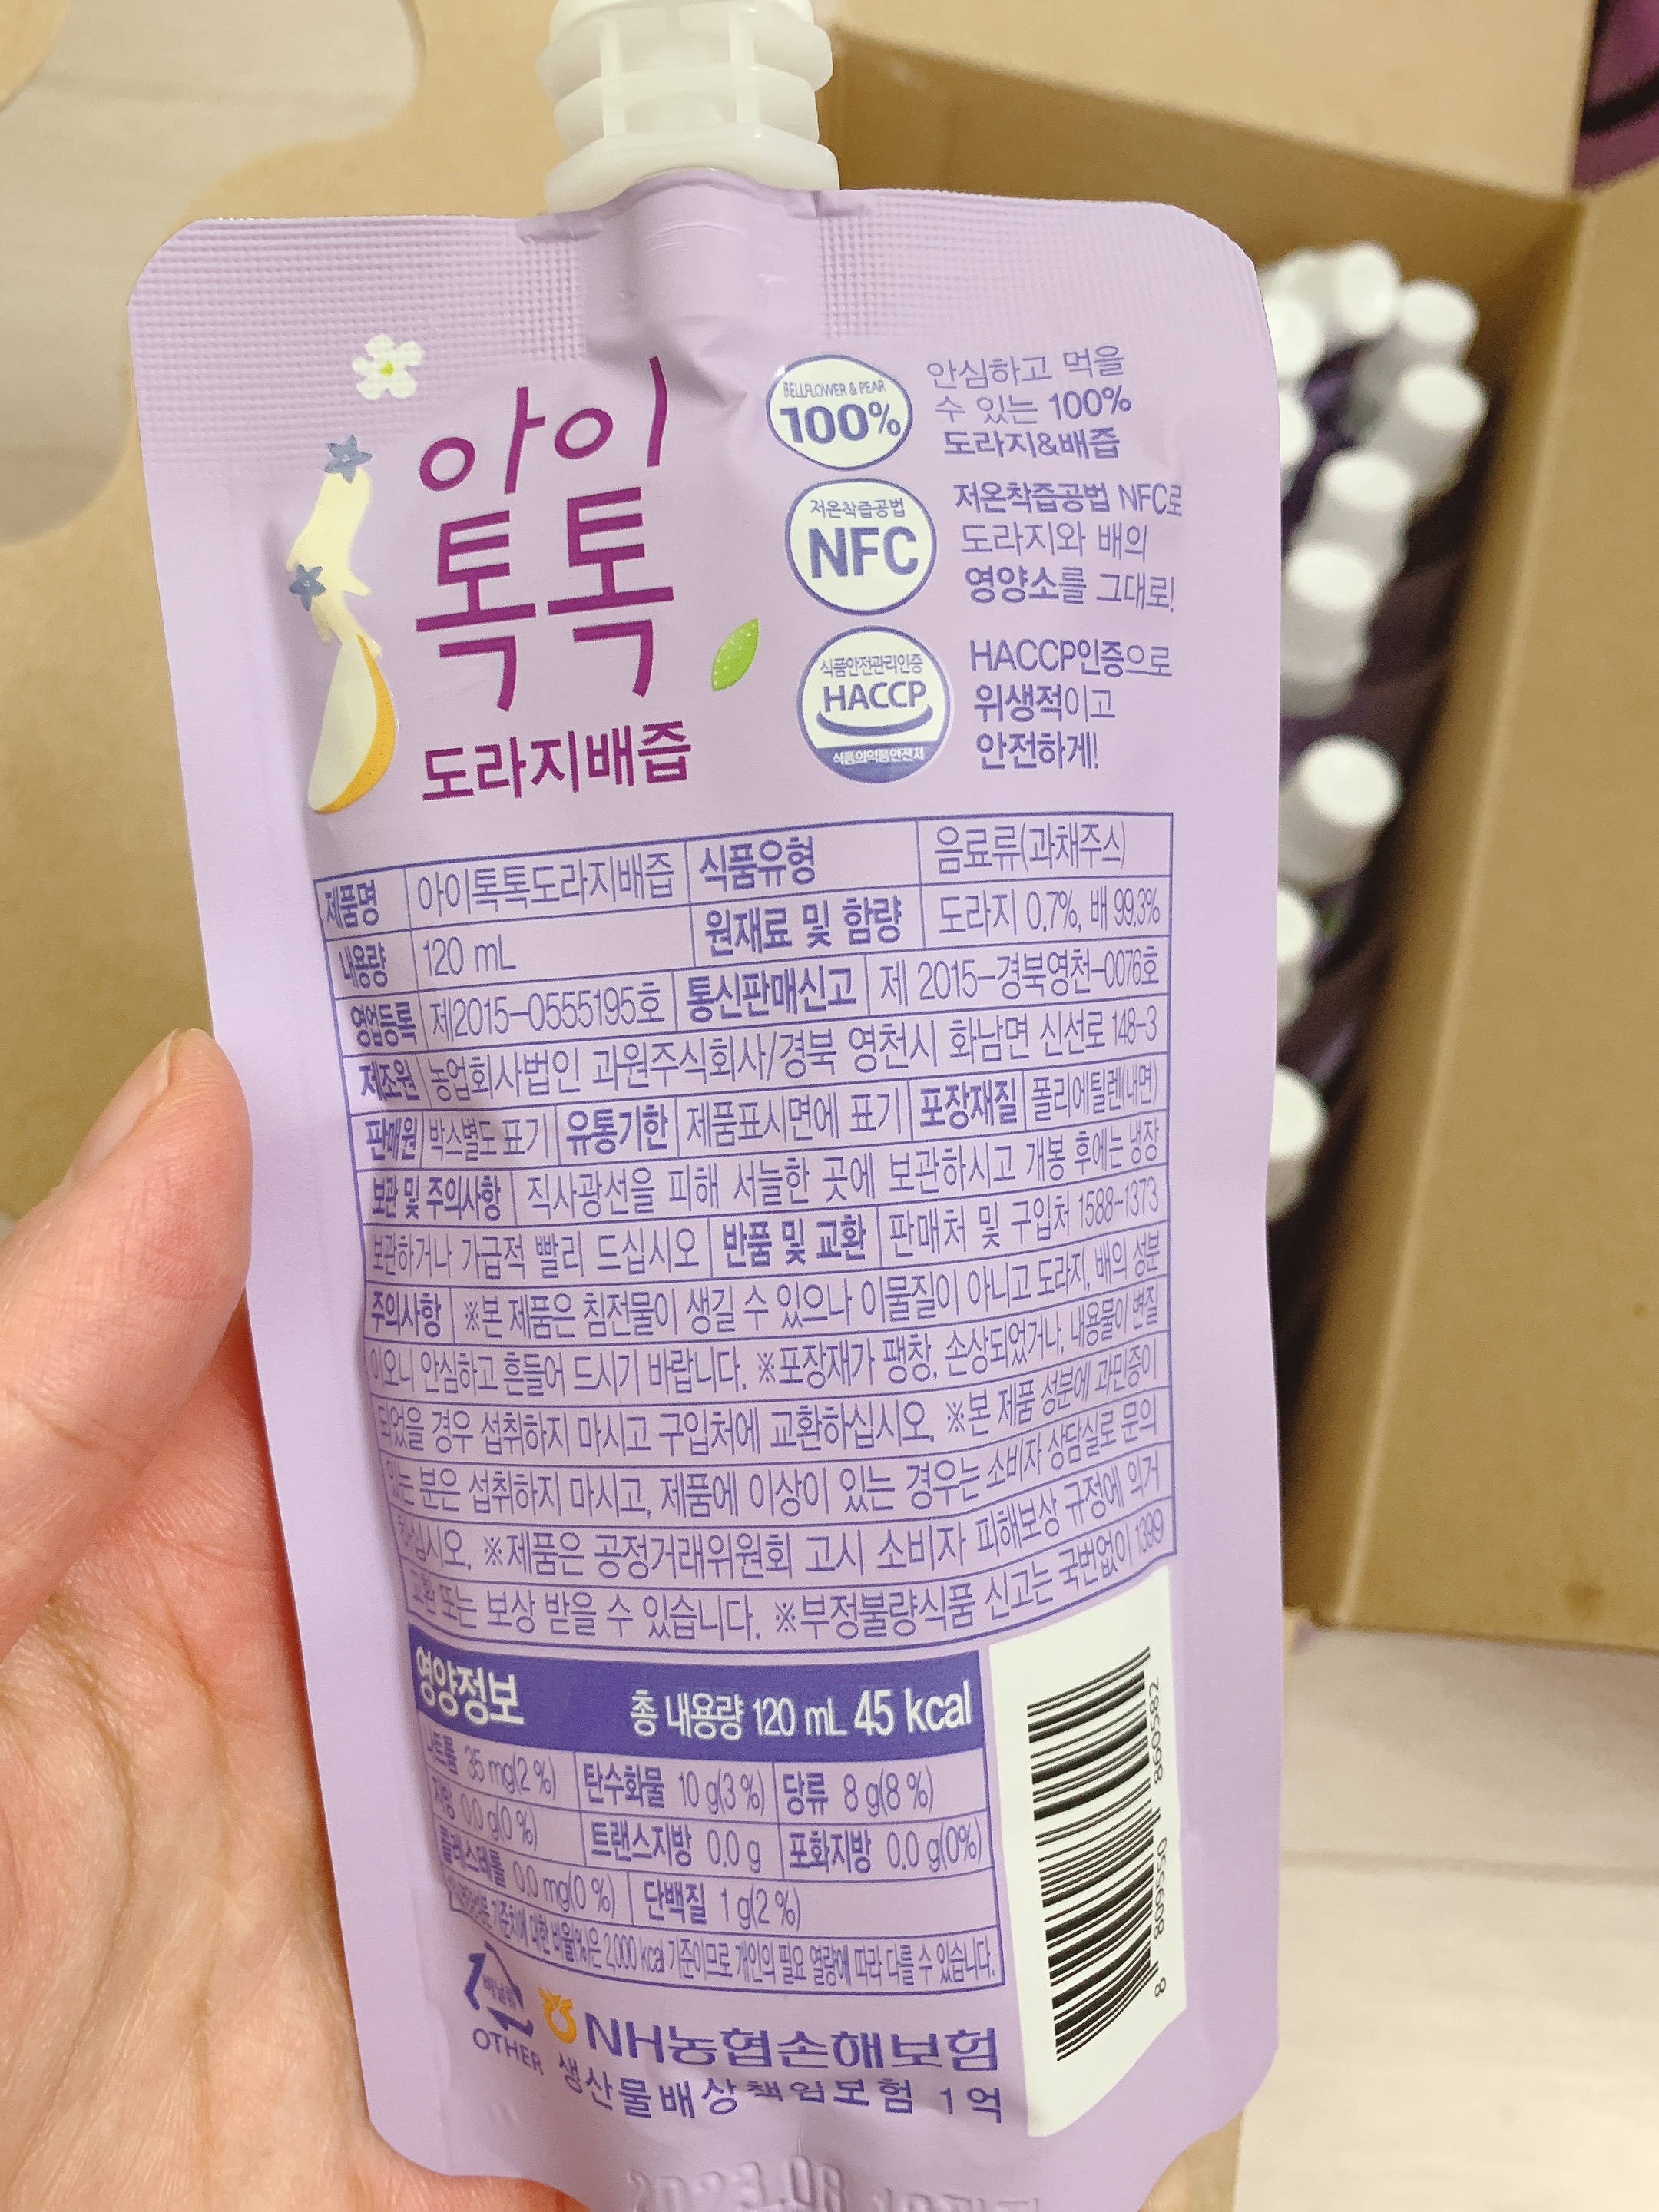 아이
톡톡
도라지배즙
BELLFLOWER & PEAR
100%
안심하고 먹을
수 있는 100%
도라지&배즙
저온착즙공법
NFC
저온착즙공법 NFC로
도라지와 배의
영양소를 그대로!
식품안전관리인증
HACCP
식품의약품안전처
HACCP인증으로
위생적이고
안전하게!
제품명 아이톡톡도라지배즙 식품유형 음료류(과채주스)
내용량 120 mL 원재료 및 함량 도라지 0.7%, 배 99.3%
영업등록 제2015-0555195호 통신판매신고 제 2015-경북영천-0076호
제조원 농업회사법인 과원주식회사/경북 영천시 화남면 신선로 148-3
판매원 박스별도 표기 유통기한 제품표시면에 표기 포장재질 폴리에틸렌(내면)
보관 및 주의사항 직사광선을 피해 서늘한 곳에 보관하시고 개봉 후에는 냉장
보관하거나 가급적 빨리 드십시오 반품 및 교환 판매처 및 구입처 1588-1373
주의사항 ※본 제품은 침전물이 생길 수 있으나 이물질이 아니고 도라지, 배의 성분
이오니 안심하고 흔들어 드시기 바랍니다. ※포장재가 팽창, 손상되었거나, 내용물이 변질
되었을 경우 섭취하지 마시고 구입처에 교환하십시오. ※본 제품 성분에 과민증이
있는 분은 섭취하지 마시고, 제품에 이상이 있는 경우는 소비자 상담실로 문의
하십시오. ※제품은 공정거래위원회 고시 소비자 피해보상 규정에 의거
교환 또는 보상 받을 수 있습니다. ※부정불량식품 신고는 국번없이 1399
영양정보 총 내용량 120 mL 45 kcal
나트륨 35 mg(2 %) 탄수화물 10 g(3 %) 당류 8 g(8 %)
지방 0.0 g(0 %) 트랜스지방 0.0 g 포화지방 0.0 g(0%)
콜레스테롤 0.0 mg(0 %) 단백질 1 g(2 %)
기준치에 대한 비율(%)은 2,000 kcal 기준이므로 개인의 필요 열량에 따라 다를 수 있습니다.
8 809550 860582
OTHER
NH농협손해보험
생산물배상책임보험 1억
2023.08